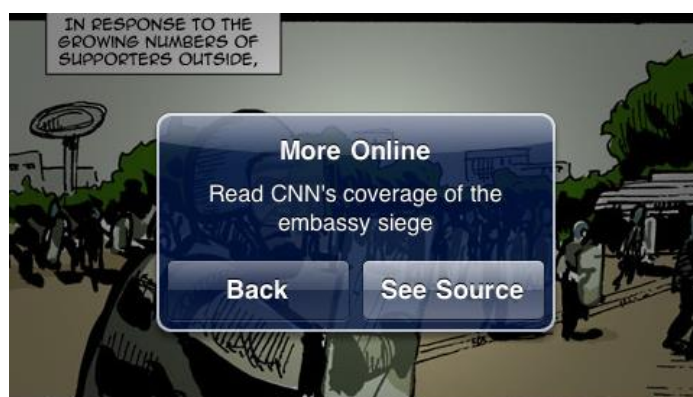 IN RESPONSE TO THE
GROWING NUMBERS OF
SUPPORTERS OUTSIDE,
More Online
Read CNN's coverage of the
embassy siege
Back
See Source